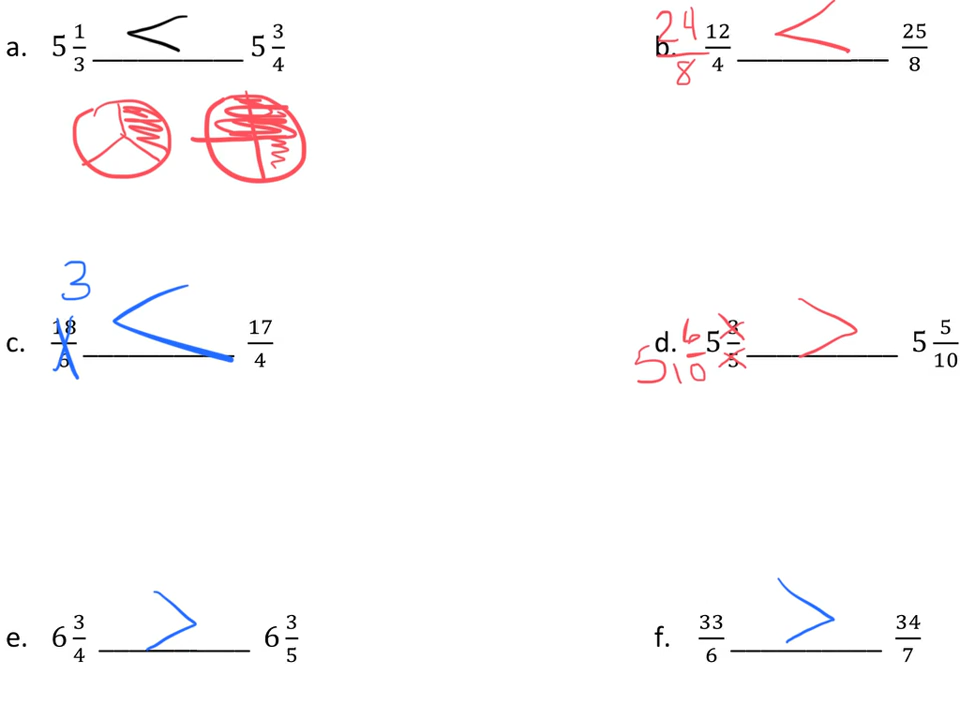 a. 5 1/3 < 5 3/4
b. 24/8 12/4 < 25/8
3
c. 18/6 < 17/4
d. 5 6/10 5 3/5 > 5 5/10
e. 6 3/4 > 6 3/5
f. 33/6 > 34/7